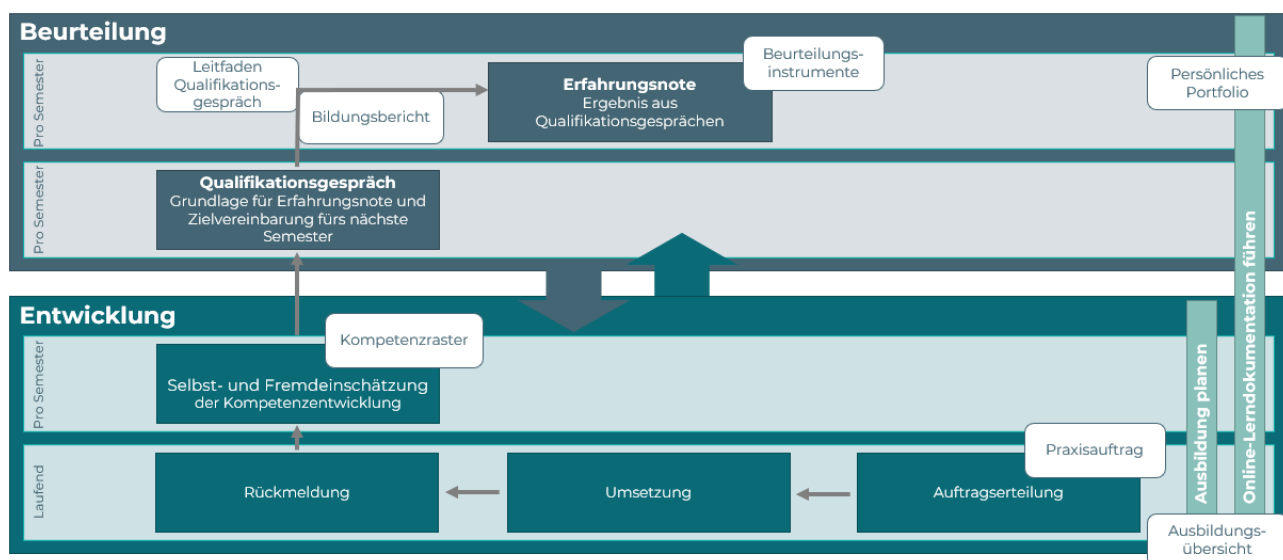 Beurteilung
Pro Semester
Leitfaden
Qualifikations-
gespräch
Bildungsbericht
Erfahrungsnote
Ergebnis aus
Qualifikationsgesprächen
Beurteilungs-
instrumente
Persönliches
Portfolio
Pro Semester
Qualifikationsgespräch
Grundlage für Erfahrungsnote und
Zielvereinbarung fürs nächste
Semester
Entwicklung
Pro Semester
Kompetenzraster
Selbst- und Fremdeinschätzung
der Kompetenzentwicklung
Laufend
Rückmeldung
Umsetzung
Auftragserteilung
Praxisauftrag
Ausbildung planen
Online-Lerndokumentation führen
Ausbildungs-
übersicht